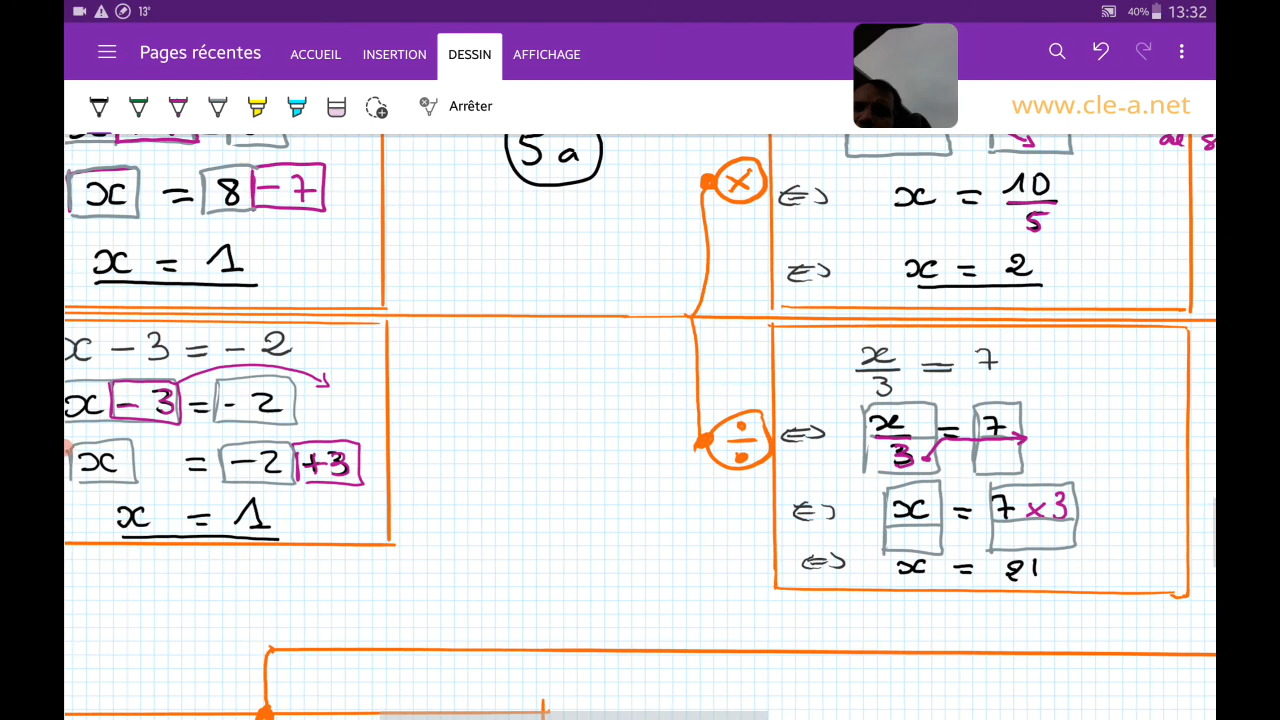 13°
40% 13:32
Pages récentes ACCUEIL INSERTION DESSIN AFFICHAGE
Arrêter
www.cle-a.net
5 a
x = 8 - 7
x = 1
x - 3 = - 2
x - 3 = - 2
x = - 2 + 3
x = 1
×
⇔ x = 10/5
⇔ x = 2
÷
x/3 = 7
⇔ x/3 = 7
⇔ x = 7 × 3
⇔ x = 21